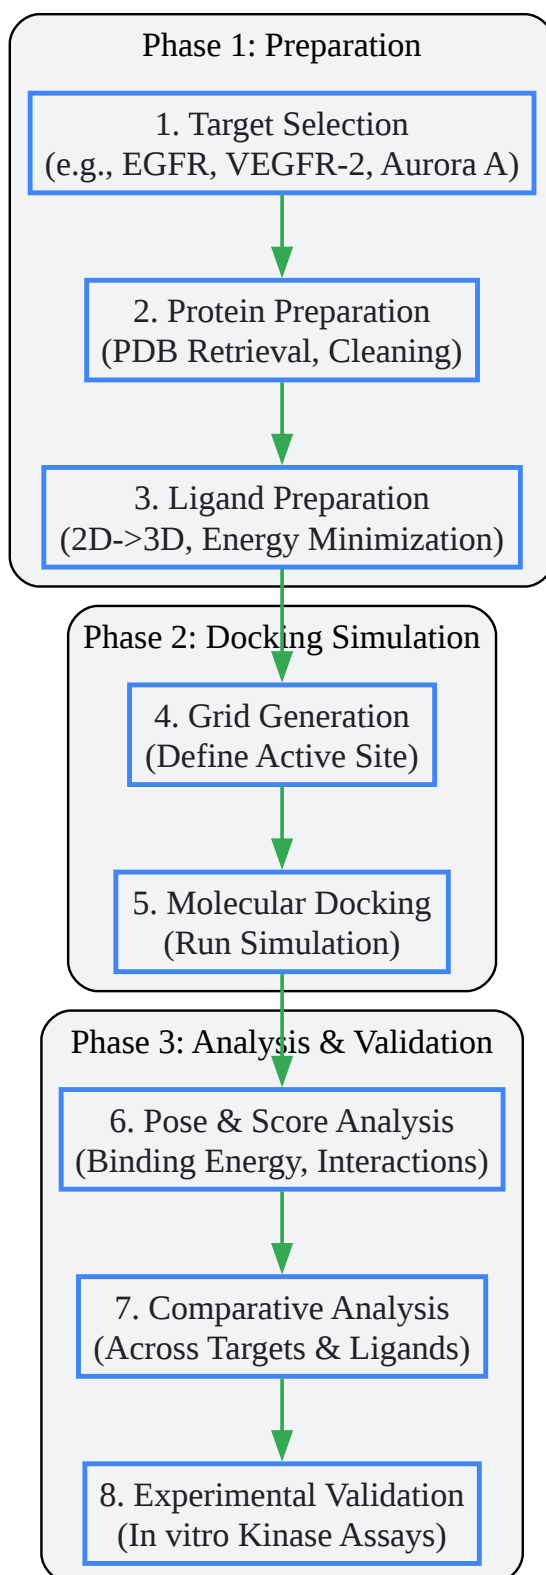 Phase 1: Preparation
1. Target Selection
(e.g., EGFR, VEGFR-2, Aurora A)
2. Protein Preparation
(PDB Retrieval, Cleaning)
3. Ligand Preparation
(2D->3D, Energy Minimization)
Phase 2: Docking Simulation
4. Grid Generation
(Define Active Site)
5. Molecular Docking
(Run Simulation)
Phase 3: Analysis & Validation
6. Pose & Score Analysis
(Binding Energy, Interactions)
7. Comparative Analysis
(Across Targets & Ligands)
8. Experimental Validation
(In vitro Kinase Assays)